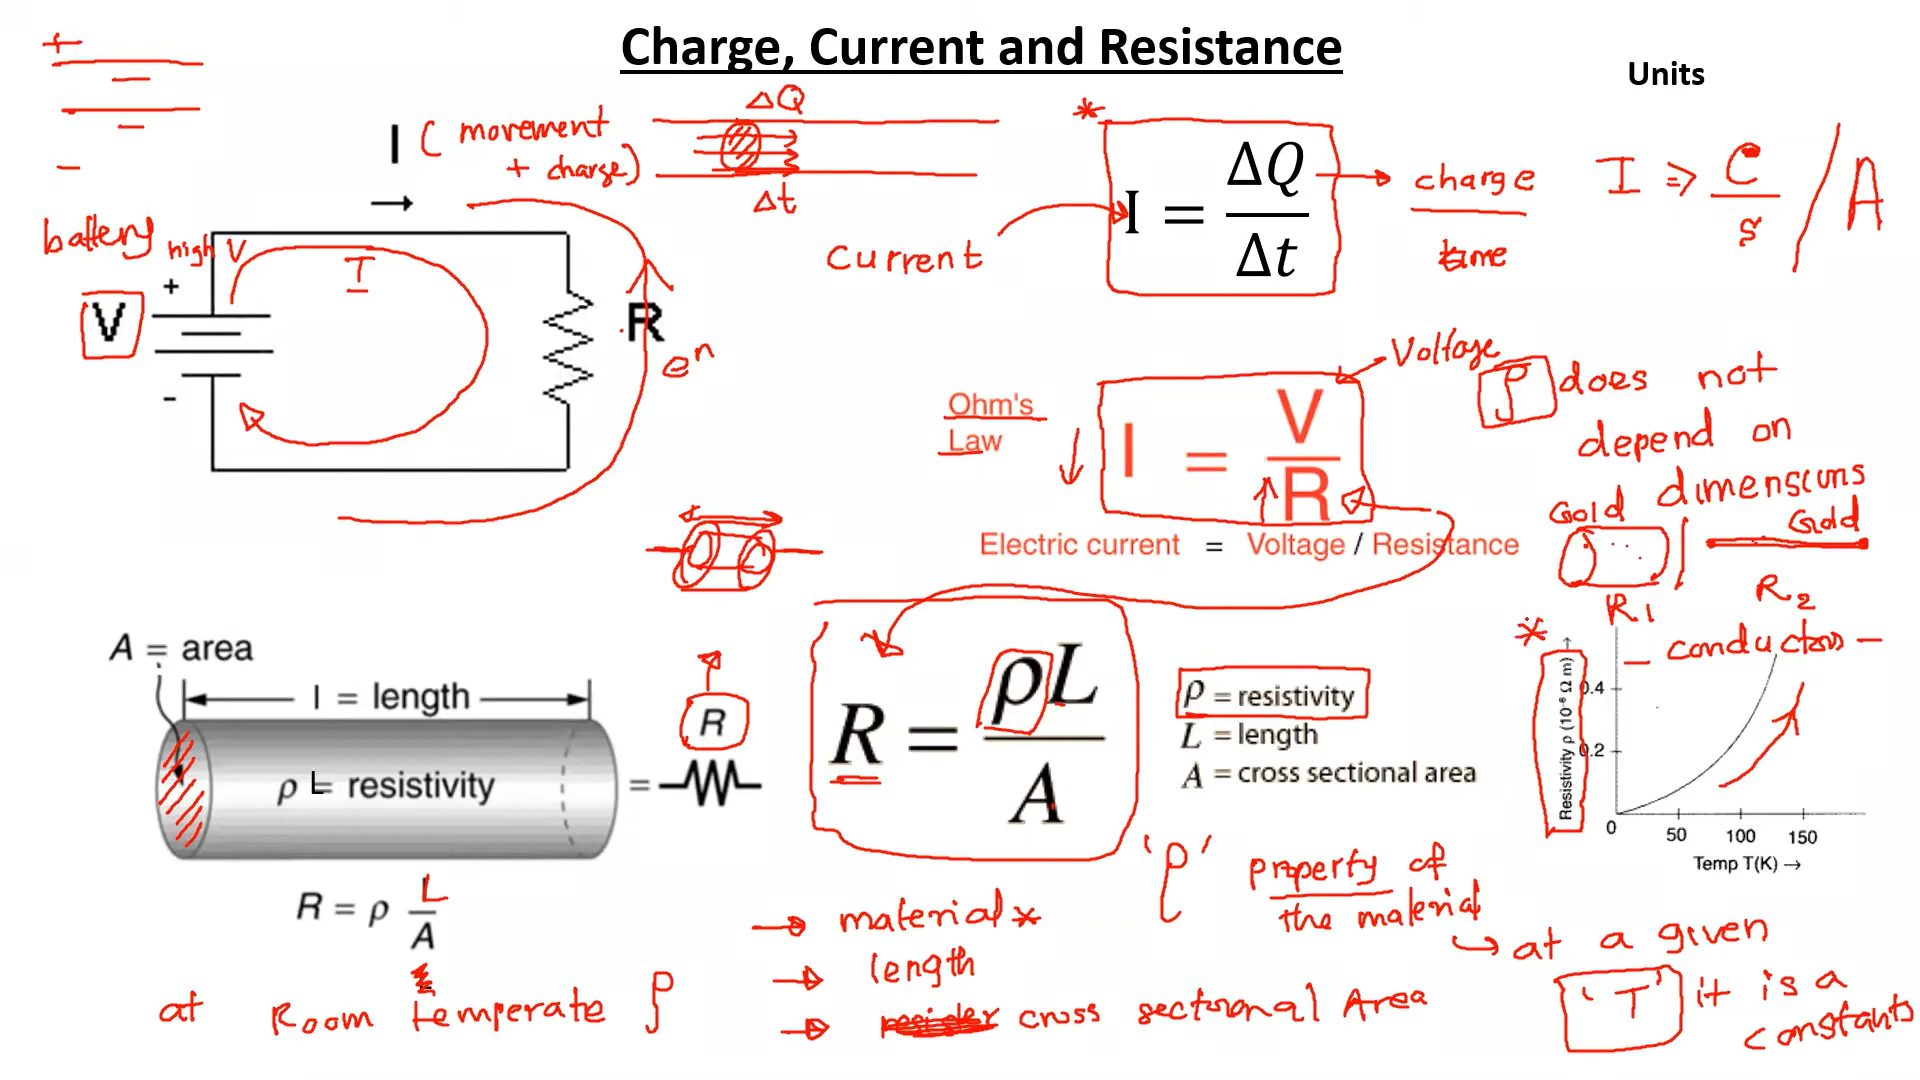 Charge, Current and Resistance
Units
+
-
battery
I ( movement
+ charge)
→
ΔQ
Δt
*
I = ΔQ / Δt
charge
time
I ⇒ C / s / A
Current
high V
+
V
-
I
R
eⁿ
Voltage
Ohm's
Law
I = V / R
Electric current = Voltage / Resistance
ρ does not
depend on
dimensions
Gold
Gold
R1
R2
* - conductors -
A = area
l = length
ρ L = resistivity
= R
R = ρ L / A
R = ρL / A
ρ = resistivity
L = length
A = cross sectional area
Resistivity ρ (10⁻⁸ Ω m) →
0.4
0.2
0 50 100 150
Temp T(K) →
'ρ' property of
the material
→ at a given
'T' it is a
constants
→ material *
→ length
→ cross sectional Area
at Room temperate ρ